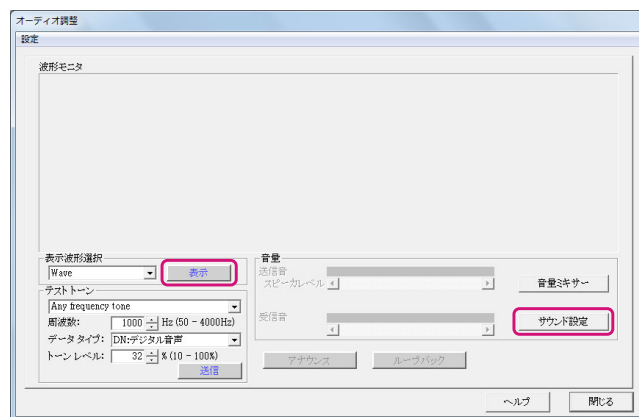 オーディオ調整
設定
波形モニタ
表示波形選択
Wave 表示
テストトーン
Any frequency tone
周波数: 1000 Hz (50 - 4000Hz)
データタイプ: DN:デジタル音声
トーンレベル: 32 % (10 - 100%)
送信
音量
送信音
スピーカレベル
音量ミキサー
受信音
サウンド設定
アナウンス ループバック
ヘルプ 閉じる